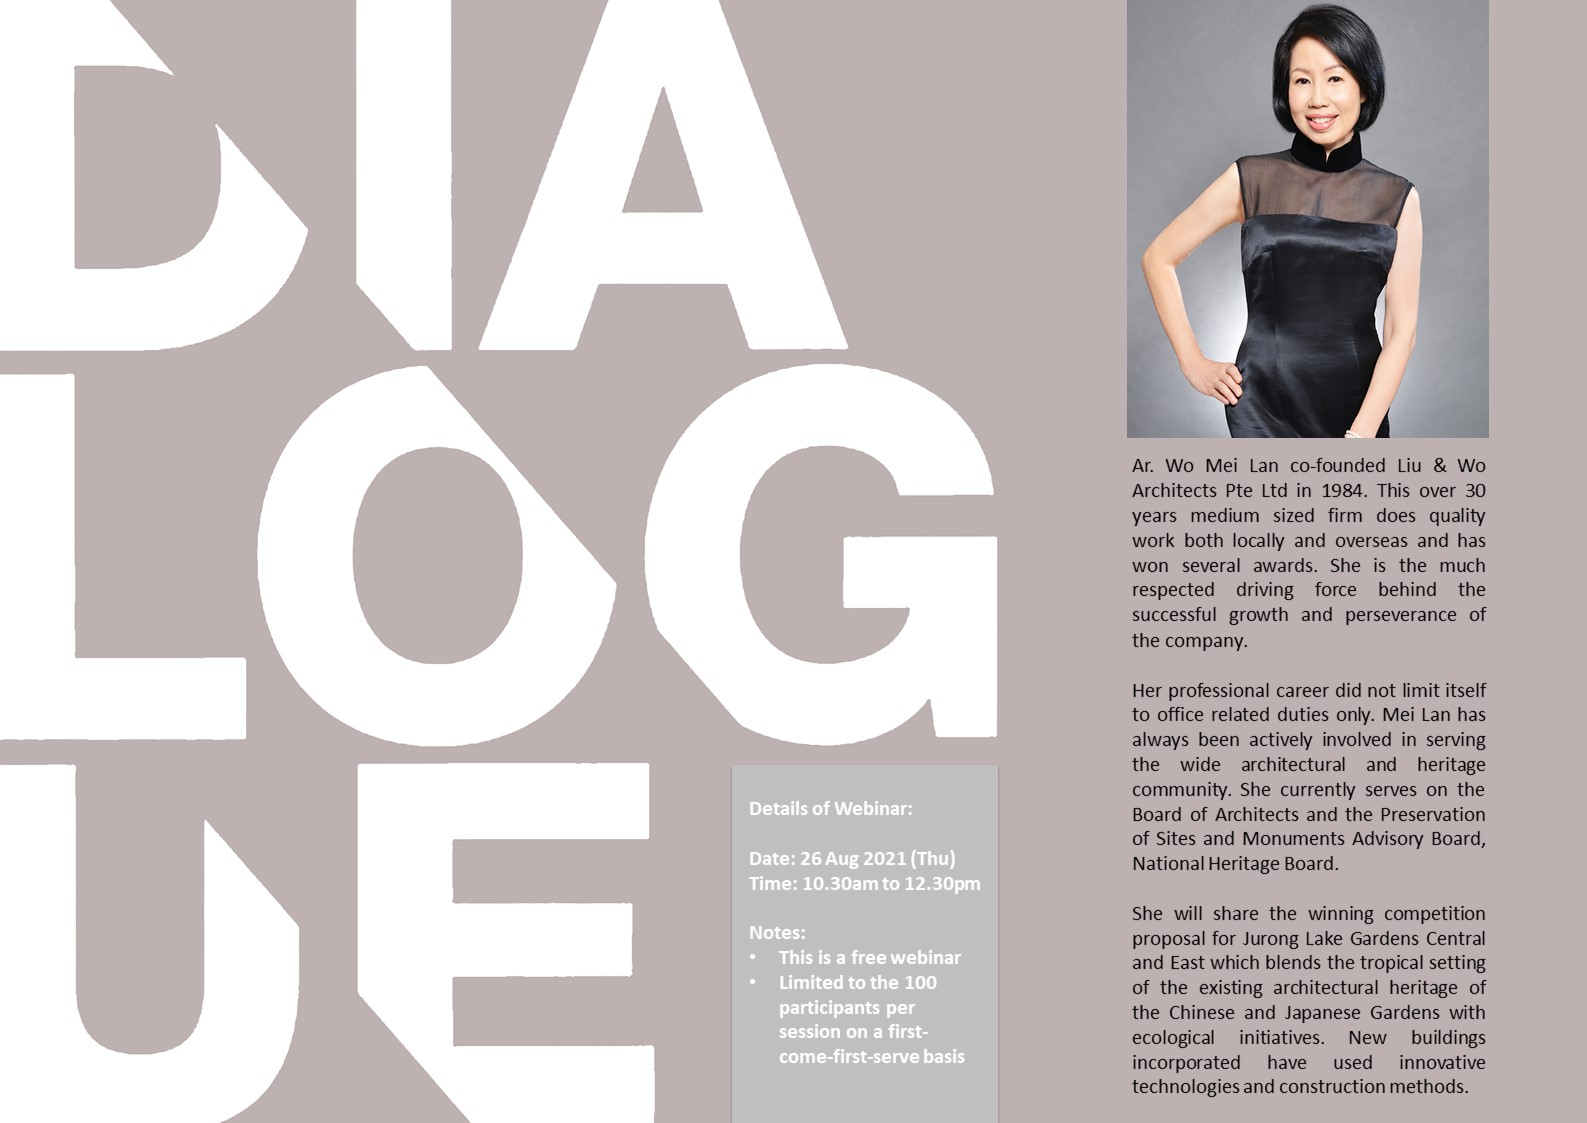 DIA
LOG
UE
Details of Webinar:
Date: 26 Aug 2021 (Thu)
Time: 10.30am to 12.30pm
Notes:
• This is a free webinar
• Limited to the 100
participants per
session on a first-
come-first-serve basis
Ar. Wo Mei Lan co-founded Liu & Wo
Architects Pte Ltd in 1984. This over 30
years medium sized firm does quality
work both locally and overseas and has
won several awards. She is the much
respected driving force behind the
successful growth and perseverance of
the company.
Her professional career did not limit itself
to office related duties only. Mei Lan has
always been actively involved in serving
the wide architectural and heritage
community. She currently serves on the
Board of Architects and the Preservation
of Sites and Monuments Advisory Board,
National Heritage Board.
She will share the winning competition
proposal for Jurong Lake Gardens Central
and East which blends the tropical setting
of the existing architectural heritage of
the Chinese and Japanese Gardens with
ecological initiatives. New buildings
incorporated have used innovative
technologies and construction methods.